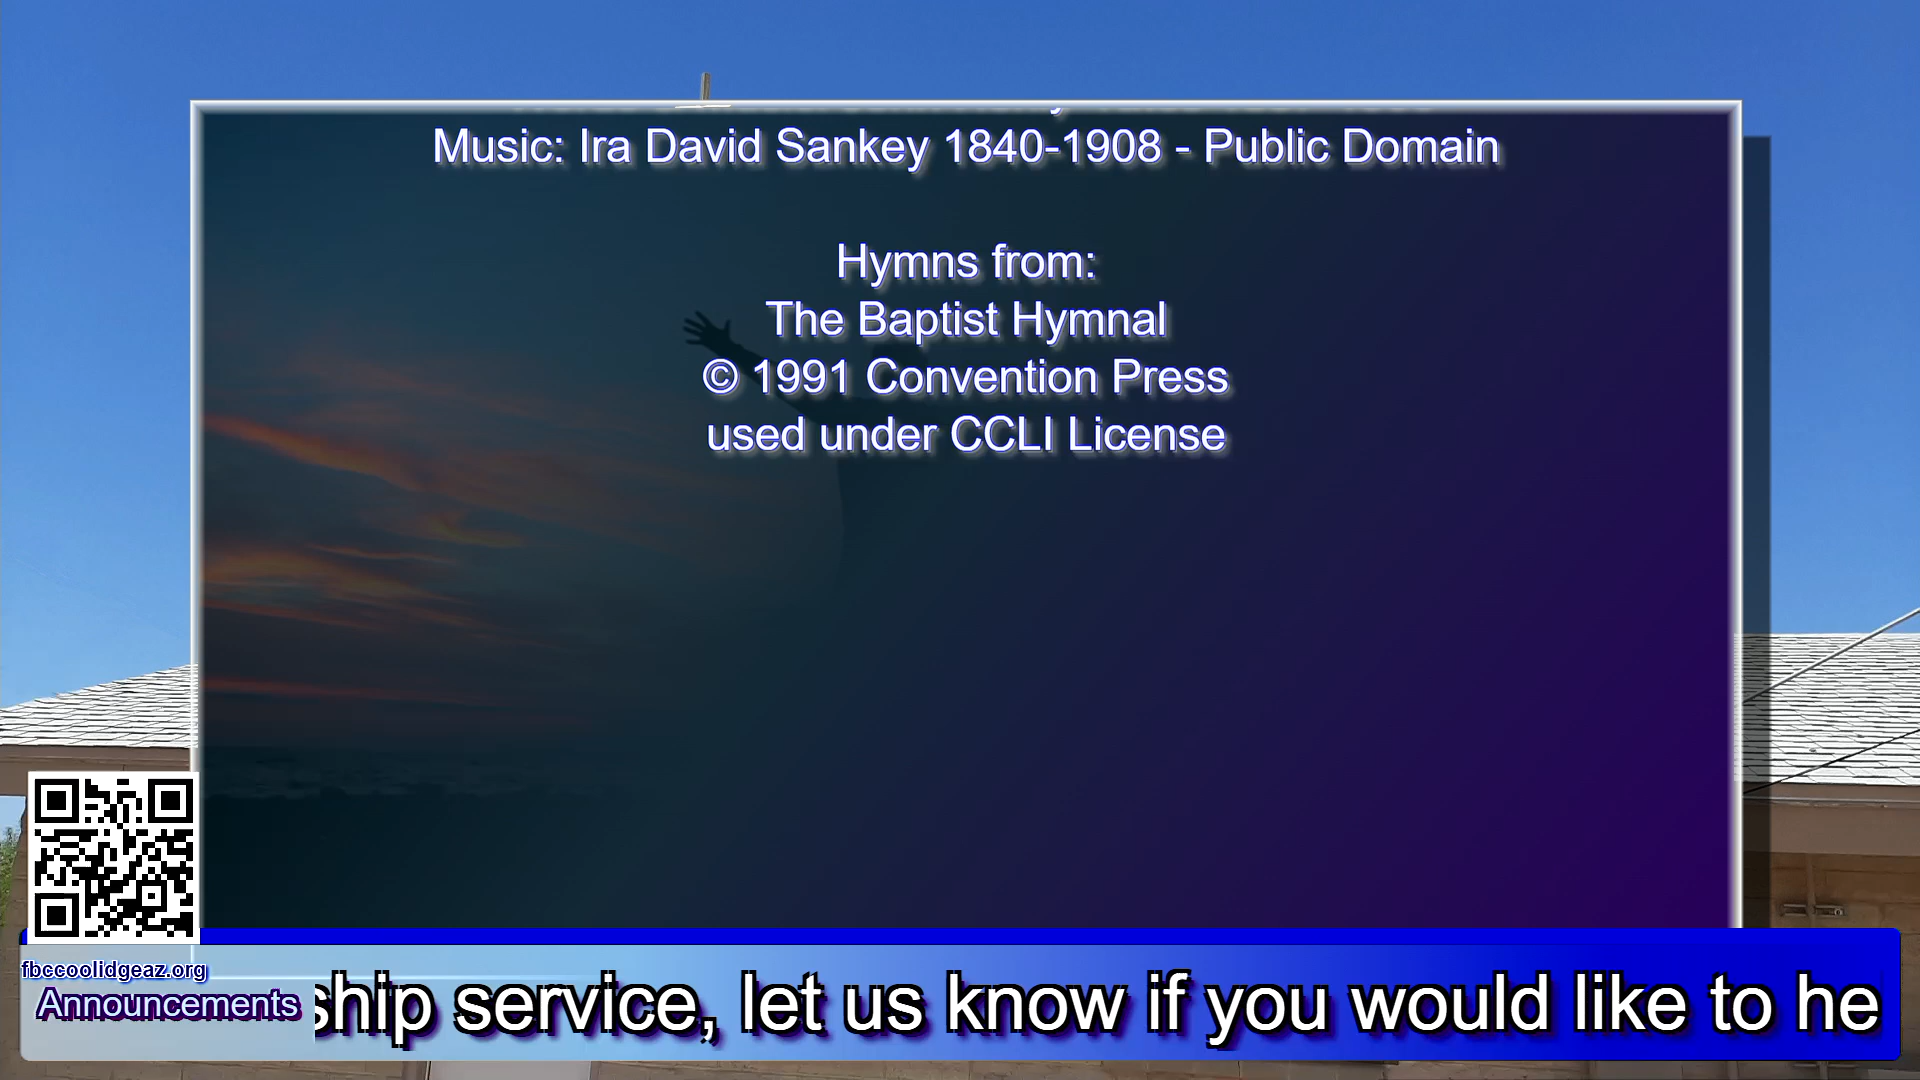 Music: Ira David Sankey 1840-1908 - Public Domain
Hymns from:
The Baptist Hymnal
© 1991 Convention Press
used under CCLI License
fbccoolidgeaz.org
Announcements
ship service, let us know if you would like to he